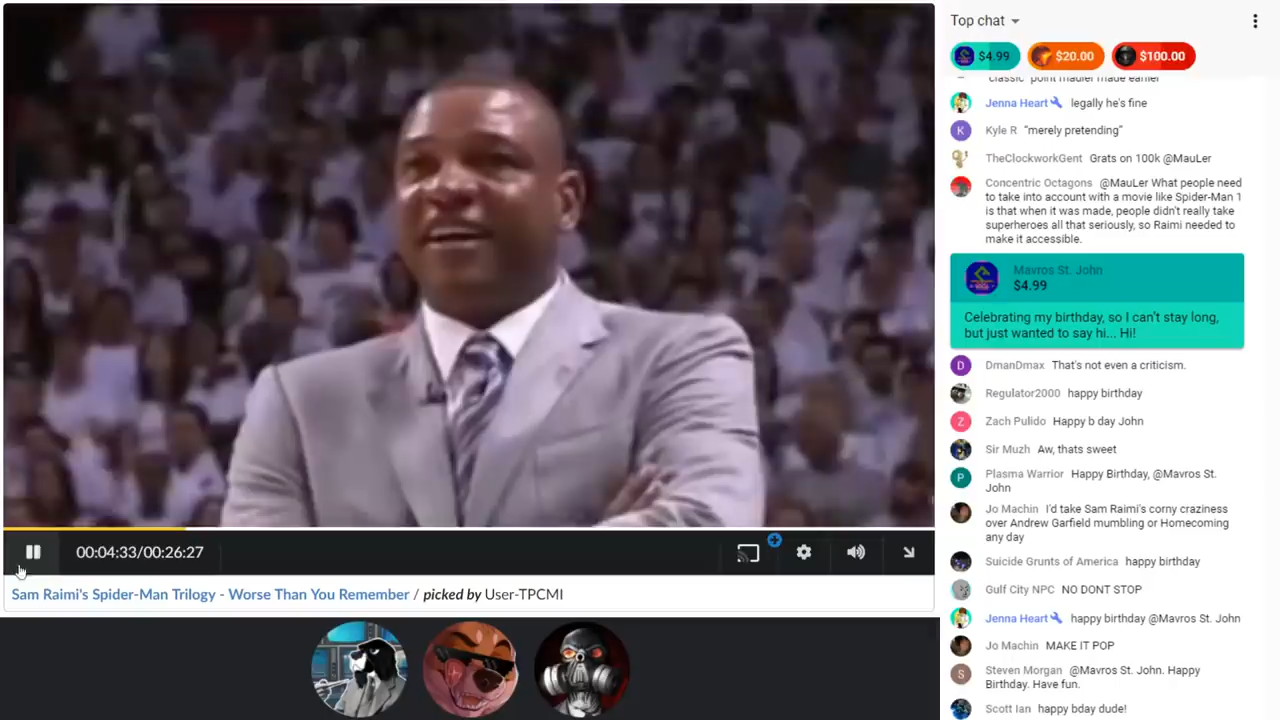 Top chat
$4.99
$20.00
$100.00
"classic" point mauler made earlier
Jenna Heart legally he's fine
K
Kyle R "merely pretending"
TheClockworkGent Grats on 100k @MauLer
Concentric Octagons @MauLer What people need
to take into account with a movie like Spider-Man 1
is that when it was made, people didn't really take
superheroes all that seriously, so Raimi needed to
make it accessible.
Mavros St. John
$4.99
Celebrating my birthday, so I can't stay long,
but just wanted to say hi... Hi!
D
DmanDmax That's not even a criticism.
Regulator2000 happy birthday
Z
Zach Pulido Happy b day John
Sir Muzh Aw, thats sweet
P
Plasma Warrior Happy Birthday, @Mavros St.
John
Jo Machin I'd take Sam Raimi's corny craziness
over Andrew Garfield mumbling or Homecoming
any day
Suicide Grunts of America happy birthday
Gulf City NPC NO DONT STOP
Jenna Heart happy birthday @Mavros St. John
Jo Machin MAKE IT POP
S
Steven Morgan @Mavros St. John. Happy
Birthday. Have fun.
Scott Ian happy bday dude!
00:04:33/00:26:27
Sam Raimi's Spider-Man Trilogy - Worse Than You Remember / picked by User-TPCMI